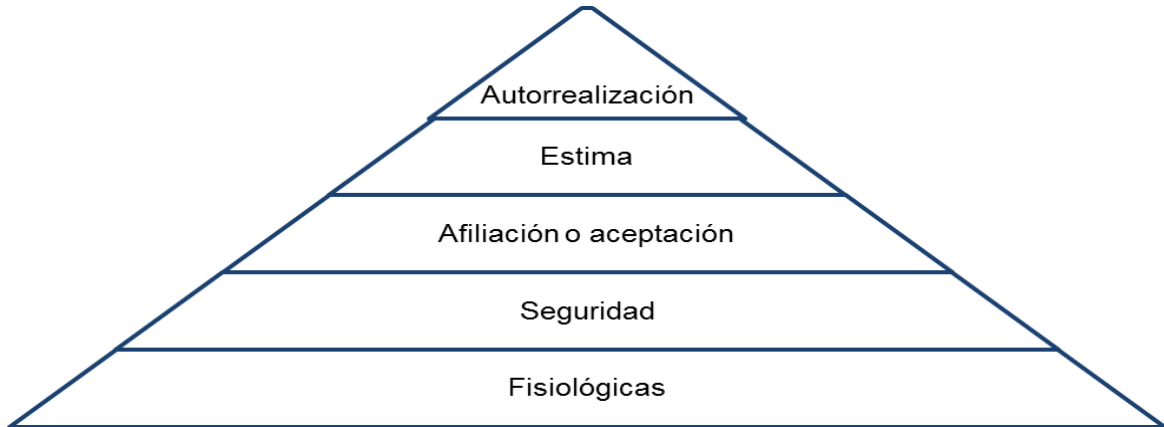 Autorrealización
Estima
Afiliación o aceptación
Seguridad
Fisiológicas